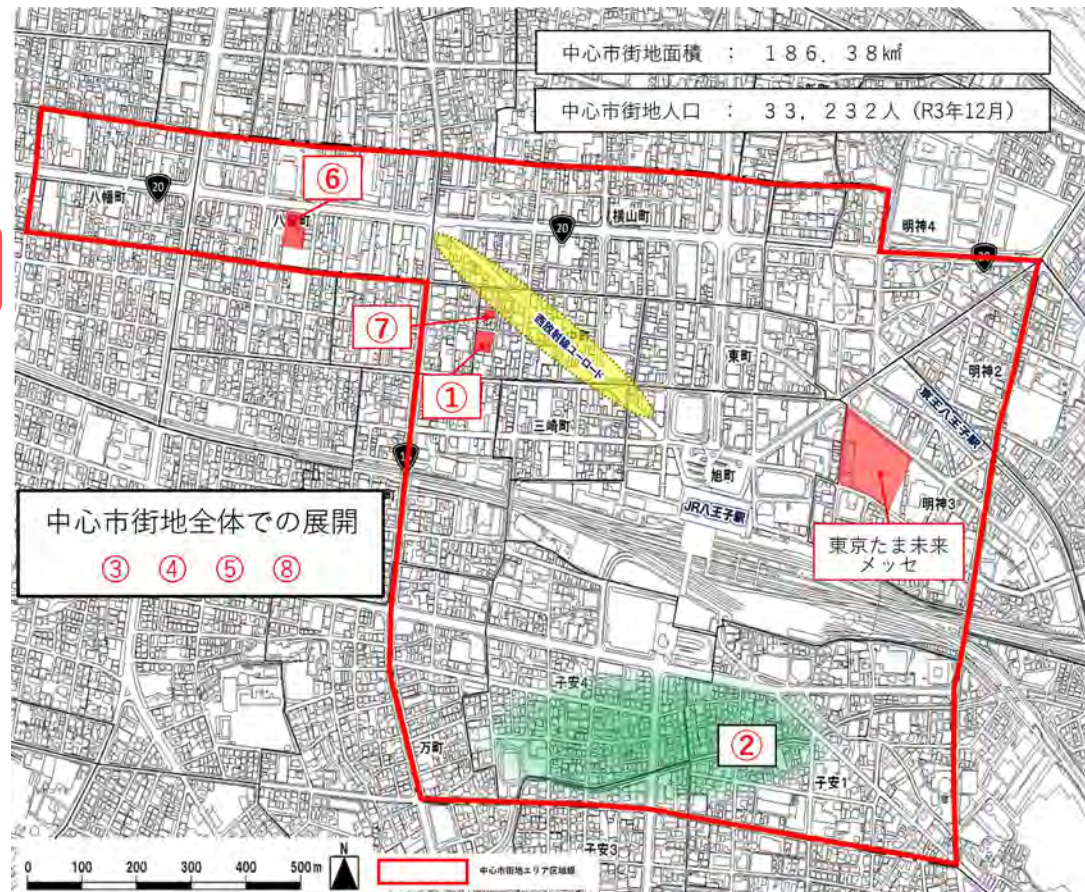 中心市街地面積 : 186. 38㎢
中心市街地人口 : 33, 232人 (R3年12月)
⑥
八幡町
20
横山町
20
明神4
⑦
西放射線ユーロード
東町
①
明神2
京王八王子駅
三崎町
旭町
JR八王子駅
明神3
中心市街地全体での展開
③ ④ ⑤ ⑧
東京たま未来
メッセ
子安4
②
万町
子安1
子安3
N
0 100 200 300 400 500 m
中心市街地エリア区域線